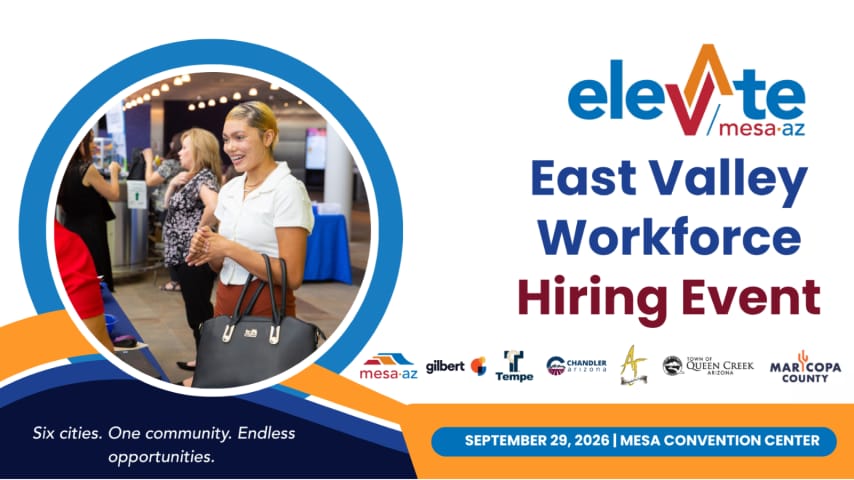 elevate
mesa·az
East Valley
Workforce
Hiring Event
mesa·az
gilbert
Tempe
CHANDLER
arizona
TOWN OF
QUEEN CREEK
ARIZONA
MARICOPA
COUNTY
Six cities. One community. Endless
opportunities.
SEPTEMBER 29, 2026 | MESA CONVENTION CENTER